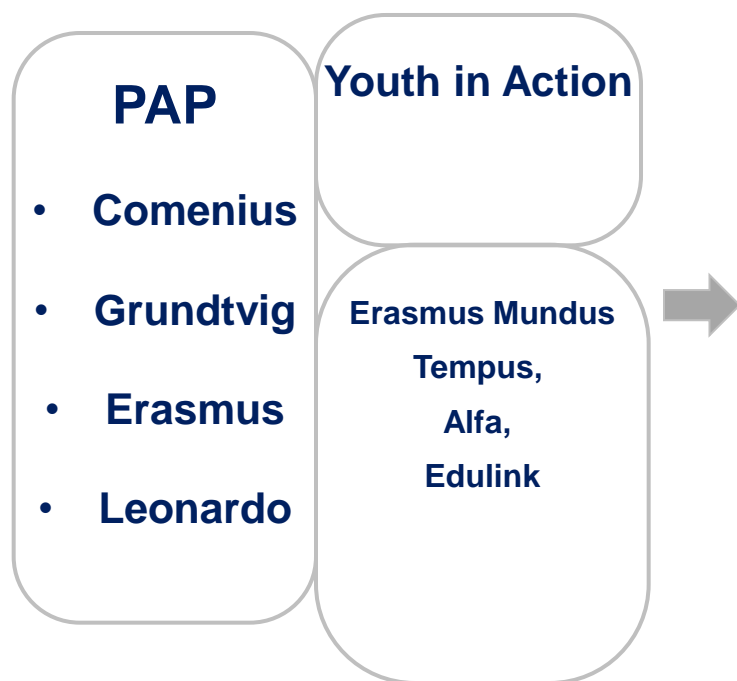 PAP
• Comenius
• Grundtvig
• Erasmus
• Leonardo
Youth in Action
Erasmus Mundus
Tempus,
Alfa,
Edulink